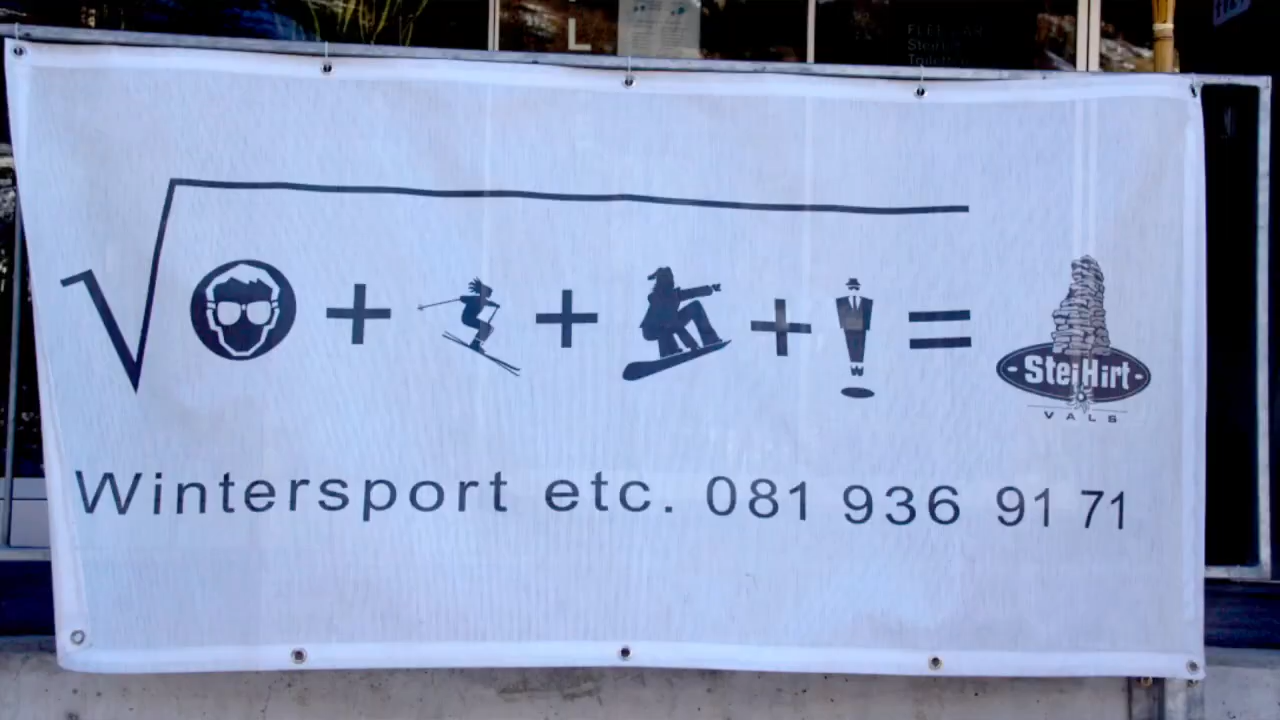 √ + + + =
SteiHirt
VALS
Wintersport etc. 081 936 91 71